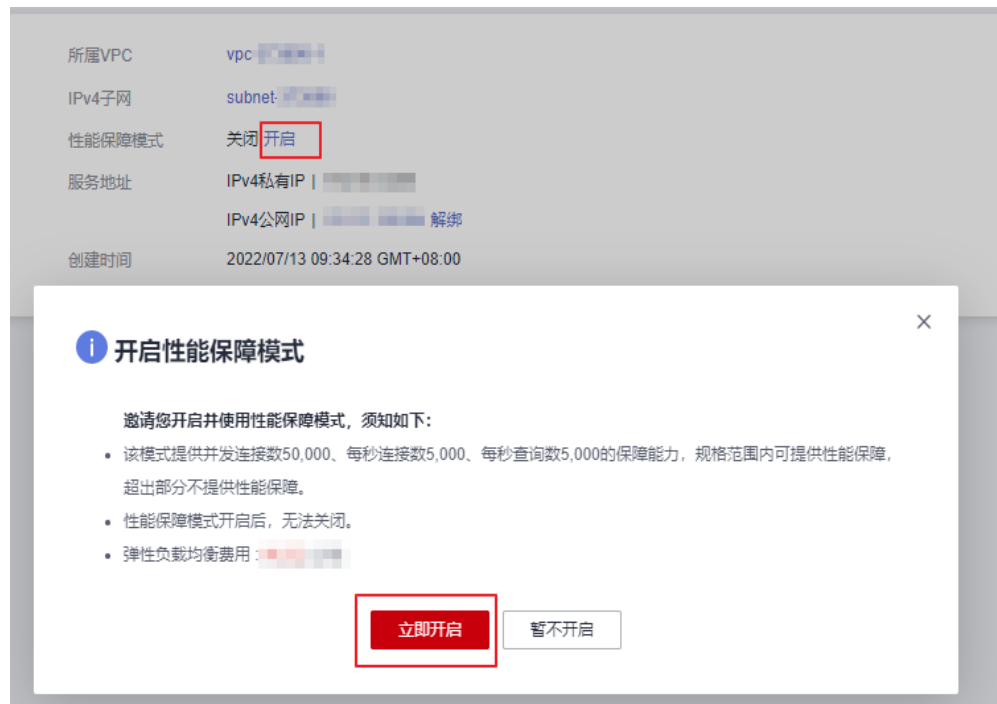 所属VPC vpc
IPv4子网 subnet-
性能保障模式 关闭 开启
服务地址 IPv4私有IP |
IPv4公网IP | 解绑
创建时间 2022/07/13 09:34:28 GMT+08:00
开启性能保障模式
邀请您开启并使用性能保障模式，须知如下：
该模式提供并发连接数50,000、每秒连接数5,000、每秒查询数5,000的保障能力，规格范围内可提供性能保障，
超出部分不提供性能保障。
性能保障模式开启后，无法关闭。
弹性负载均衡费用：
立即开启 暂不开启